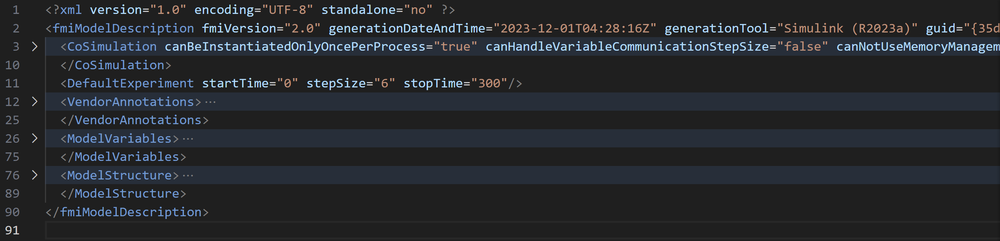 1 <?xml version="1.0" encoding="UTF-8" standalone="no" ?>
2 <fmiModelDescription fmiVersion="2.0" generationDateAndTime="2023-12-01T04:28:16Z" generationTool="Simulink (R2023a)" guid="{35d
3 > <CoSimulation canBeInstantiatedOnlyOncePerProcess="true" canHandleVariableCommunicationStepSize="false" canNotUseMemoryManagem
10 </CoSimulation>
11 <DefaultExperiment startTime="0" stepSize="6" stopTime="300"/>
12 > <VendorAnnotations>···
25 </VendorAnnotations>
26 > <ModelVariables>···
75 </ModelVariables>
76 > <ModelStructure>···
89 </ModelStructure>
90 </fmiModelDescription>
91